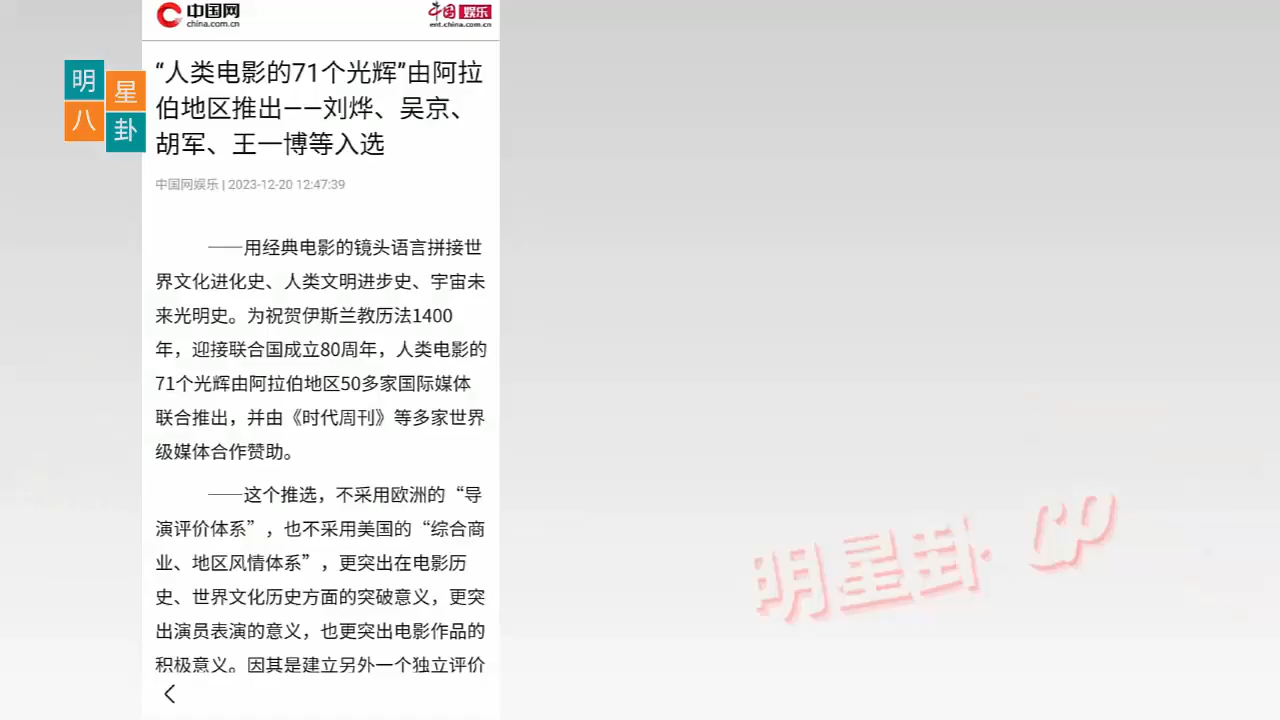 中国网
china.com.cn
中国娱乐
ent.china.com.cn
明星八卦
“人类电影的71个光辉”由阿拉
伯地区推出——刘烨、吴京、
胡军、王一博等入选
中国网娱乐 | 2023-12-20 12:47:39
——用经典电影的镜头语言拼接世
界文化进化史、人类文明进步史、宇宙未
来光明史。为祝贺伊斯兰教历法1400
年，迎接联合国成立80周年，人类电影的
71个光辉由阿拉伯地区50多家国际媒体
联合推出，并由《时代周刊》等多家世界
级媒体合作赞助。
——这个推选，不采用欧洲的“导
演评价体系”，也不采用美国的“综合商
业、地区风情体系”，更突出在电影历
史、世界文化历史方面的突破意义，更突
出演员表演的意义，也更突出电影作品的
积极意义。因其是建立另外一个独立评价
明星卦·CP